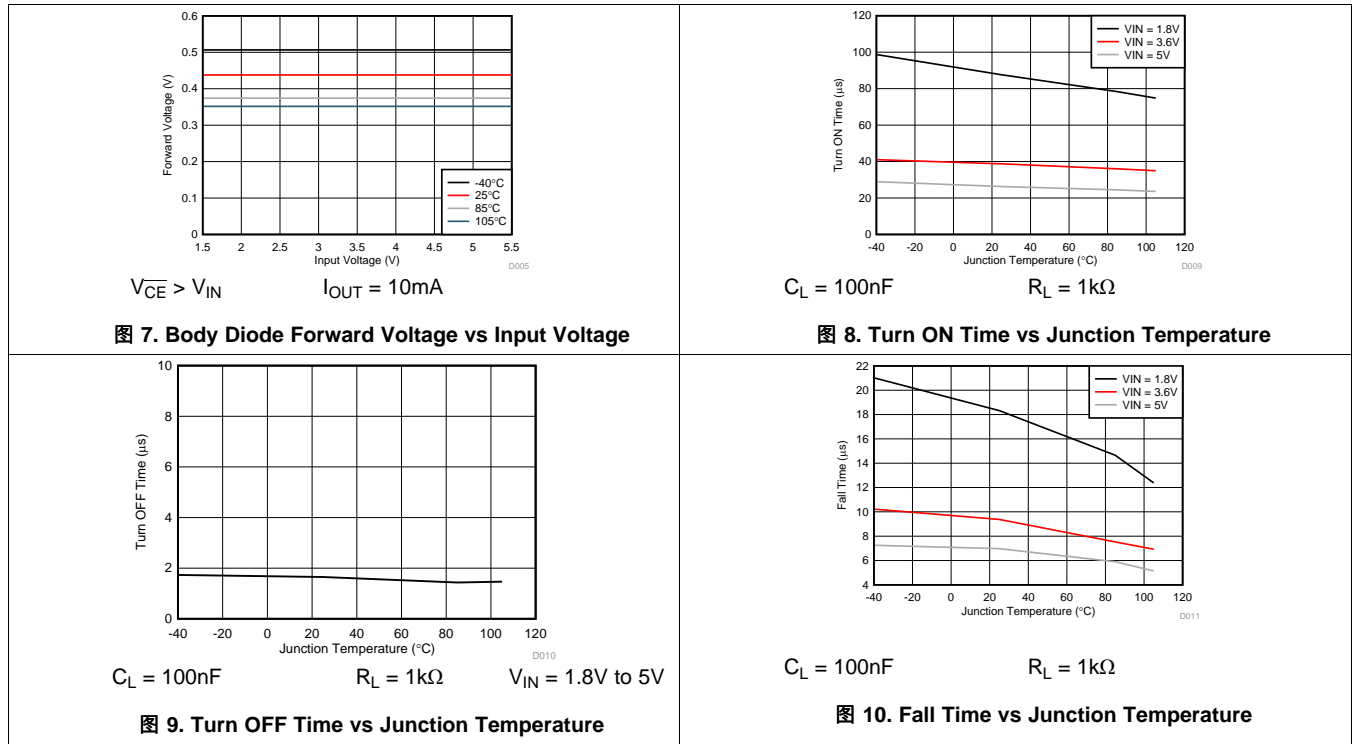 0.6
0.5
0.4
0.3
0.2
0.1
0
Forward Voltage (V)
-40°C
25°C
85°C
105°C
1.5 2 2.5 3 3.5 4 4.5 5 5.5
Input Voltage (V)
D005
VCE > VIN IOUT = 10mA
图 7. Body Diode Forward Voltage vs Input Voltage
120
100
80
60
40
20
0
Turn ON Time (μs)
VIN = 1.8V
VIN = 3.6V
VIN = 5V
-40 -20 0 20 40 60 80 100 120
Junction Temperature (°C)
D009
CL = 100nF RL = 1kΩ
图 8. Turn ON Time vs Junction Temperature
10
8
6
4
2
0
Turn OFF Time (μs)
-40 -20 0 20 40 60 80 100 120
Junction Temperature (°C)
D010
CL = 100nF RL = 1kΩ VIN = 1.8V to 5V
图 9. Turn OFF Time vs Junction Temperature
22
20
18
16
14
12
10
8
6
4
Fall Time (μs)
VIN = 1.8V
VIN = 3.6V
VIN = 5V
-40 -20 0 20 40 60 80 100 120
Junction Temperature (°C)
D011
CL = 100nF RL = 1kΩ
图 10. Fall Time vs Junction Temperature